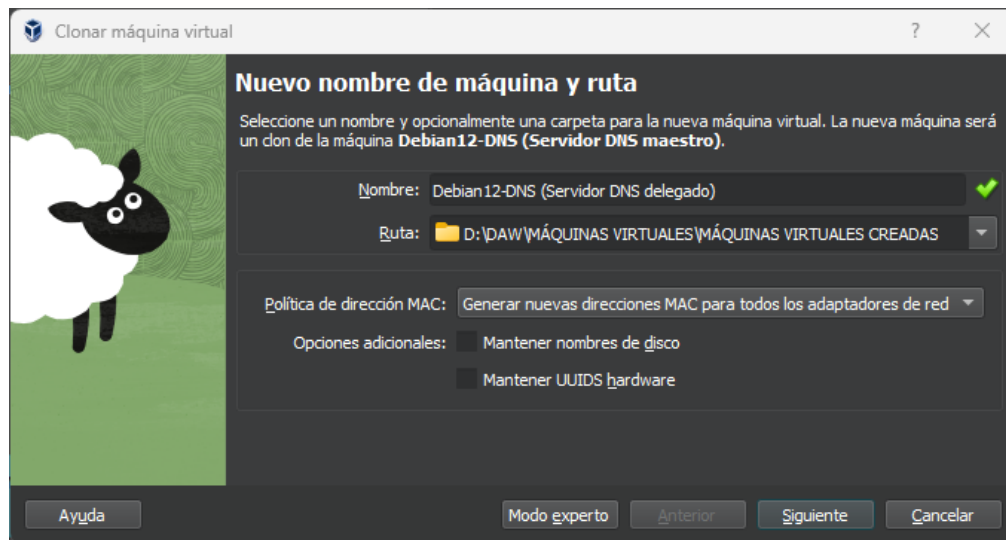 Clonar máquina virtual
?
Nuevo nombre de máquina y ruta
Seleccione un nombre y opcionalmente una carpeta para la nueva máquina virtual. La nueva máquina será
un clon de la máquina Debian12-DNS (Servidor DNS maestro).
Nombre: Debian12-DNS (Servidor DNS delegado)
Ruta: D:\DAW\MÁQUINAS VIRTUALES\MÁQUINAS VIRTUALES CREADAS
Política de dirección MAC: Generar nuevas direcciones MAC para todos los adaptadores de red
Opciones adicionales: Mantener nombres de disco
Mantener UUIDS hardware
Ayuda Modo experto Anterior Siguiente Cancelar